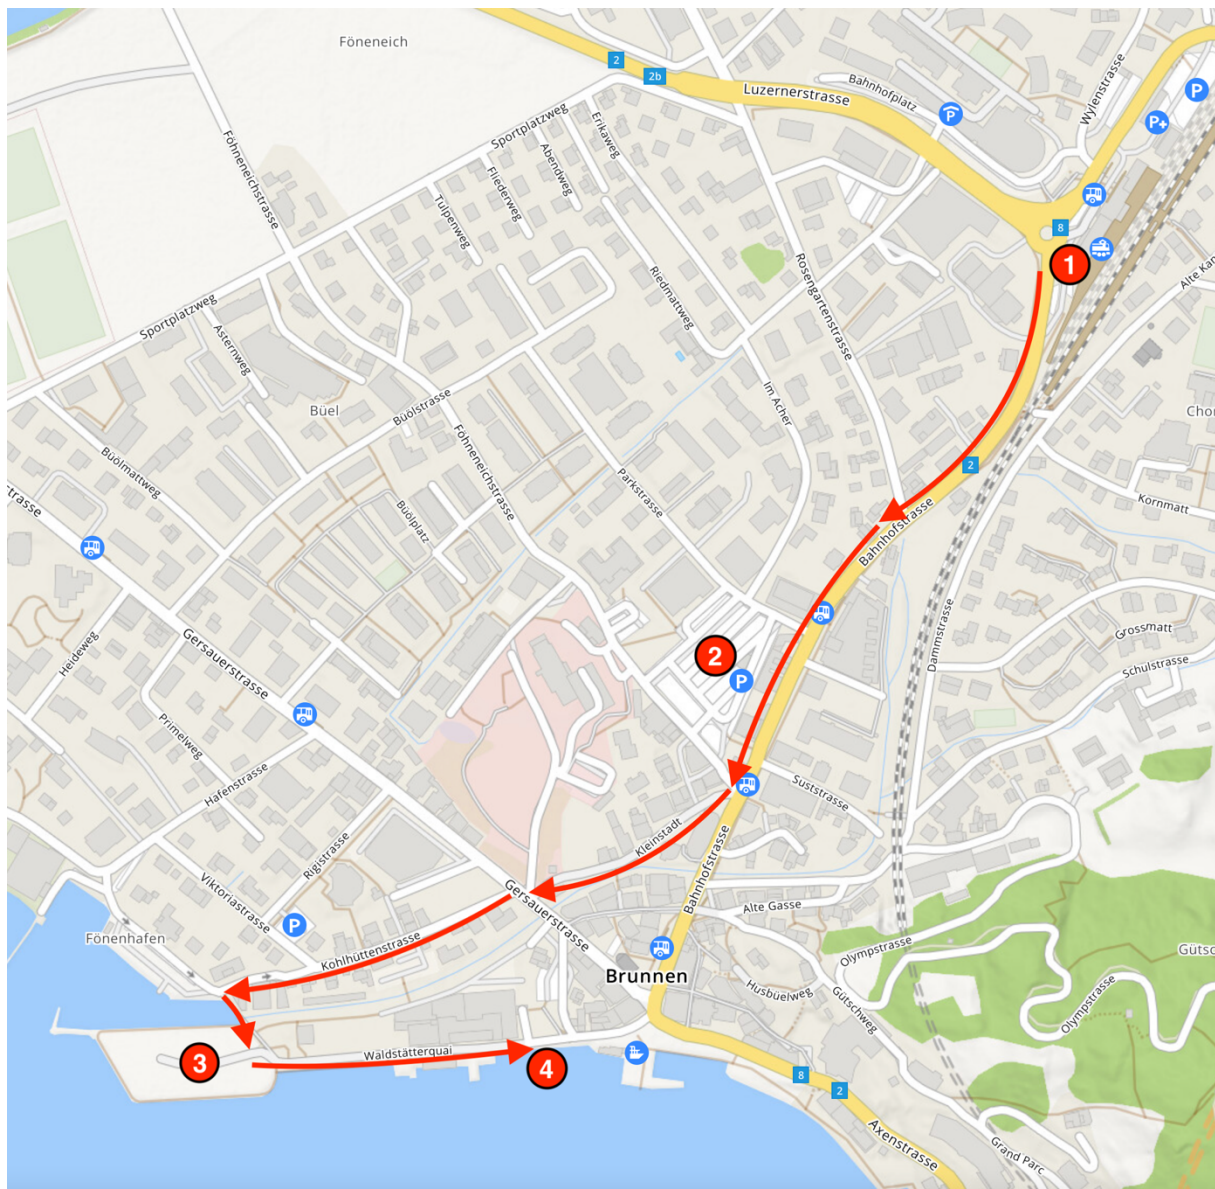 Föneneich
2
2b
Luzernerstrasse
Bahnhofplatz
P
Wylenstrasse
P
P+
Sportplatzweg
Erikaweg
Abendweg
Fliederweg
Tulpenweg
Föhneneichstrasse
8
1
Alte Kan
Rosengartenstrasse
Riedmattweg
Sportplatzweg
Asternweg
Büel
Büölstrasse
Im Acher
Chor
Föhneneichstrasse
Büölmattweg
Parkstrasse
2
Kornmatt
strasse
Büölplatz
Bahnhofstrasse
Heideweg
Gersauerstrasse
Dammstrasse
Grossmatt
Schulstrasse
2
P
Primelweg
Hafenstrasse
Suststrasse
Kleinstadt
Rigistrasse
Bahnhofstrasse
Viktoriastrasse
Gersauerstrasse
Alte Gasse
P
Fönenhafen
Kohlhüttenstrasse
Olympstrasse
Gütsc
Brunnen
Husbüelweg
Gütschweg
Olympstrasse
3
Waldstätterquai
4
8
2
Axenstrasse
Grand Parc